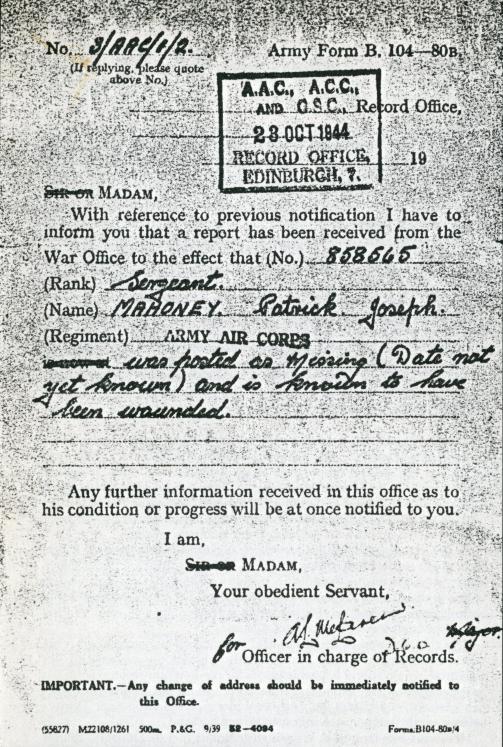 No. 3/AAC/1/2. Army Form B. 104—80B.
(If replying, please quote
above No.)
A.A.C., A.C.C.,
AND O.S.C., Record Office,
23 OCT 1944
RECORD OFFICE, 19
EDINBURGH, 7.
SIR OR MADAM,
With reference to previous notification I have to
inform you that a report has been received from the
War Office to the effect that (No.) 858565
(Rank) Sergeant.
(Name) MAHONEY. Patrick Joseph.
(Regiment) ARMY AIR CORPS
was posted as Missing (Date not
yet known) and is known to have
been wounded.
Any further information received in this office as to
his condition or progress will be at once notified to you.
I am,
SIR OR MADAM,
Your obedient Servant,
for Major
Officer in charge of Records.
IMPORTANT.—Any change of address should be immediately notified to
this Office.
(55827) M22108/1261 500m. P.&G. 9/39 52—4094 Forms/B104-80B/4